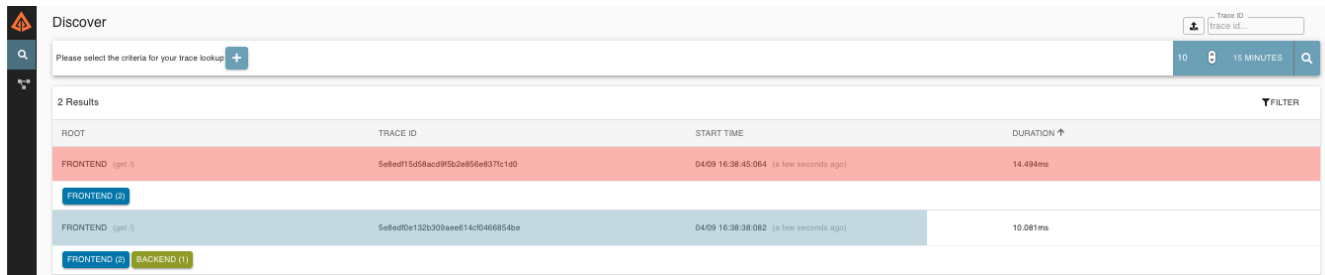 Discover
Trace ID
trace id...
Please select the criteria for your trace lookup +
10 15 MINUTES
2 Results FILTER
ROOT TRACE ID START TIME DURATION
FRONTEND (get /) 5e8edf15d58acd9f5b2e856e837fc1d0 04/09 16:38:45:064 (a few seconds ago) 14.494ms
FRONTEND (2)
FRONTEND (get /) 5e8edf0e132b309aee614cf0466854be 04/09 16:38:38:082 (a few seconds ago) 10.081ms
FRONTEND (2) BACKEND (1)